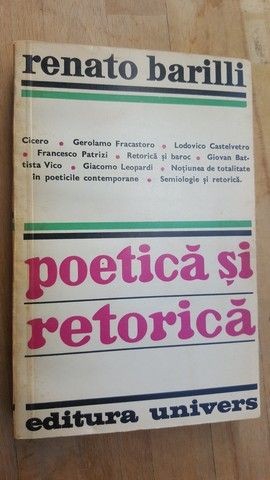 renato barilli
Cicero • Gerolamo Fracastoro • Lodovico Castelvetro
• Francesco Patrizi • Retorică și baroc • Giovan Bat-
tista Vico • Giacomo Leopardi • Noțiunea de totalitate
în poeticile contemporane • Semiologie și retorică.
poetică și
retorică
editura univers